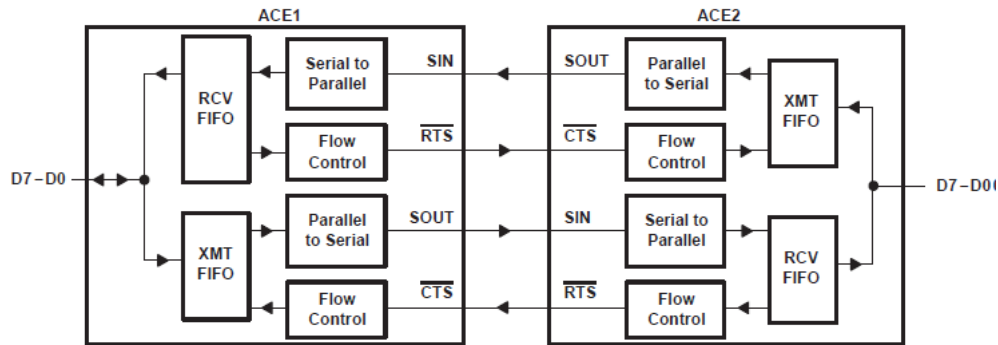 ACE1
ACE2
Serial to
Parallel
SIN
SOUT
Parallel
to Serial
RCV
FIFO
XMT
FIFO
Flow
Control
RTS
CTS
Flow
Control
D7–D0
D7–D0
Parallel
to Serial
SOUT
SIN
Serial to
Parallel
XMT
FIFO
RCV
FIFO
Flow
Control
CTS
RTS
Flow
Control